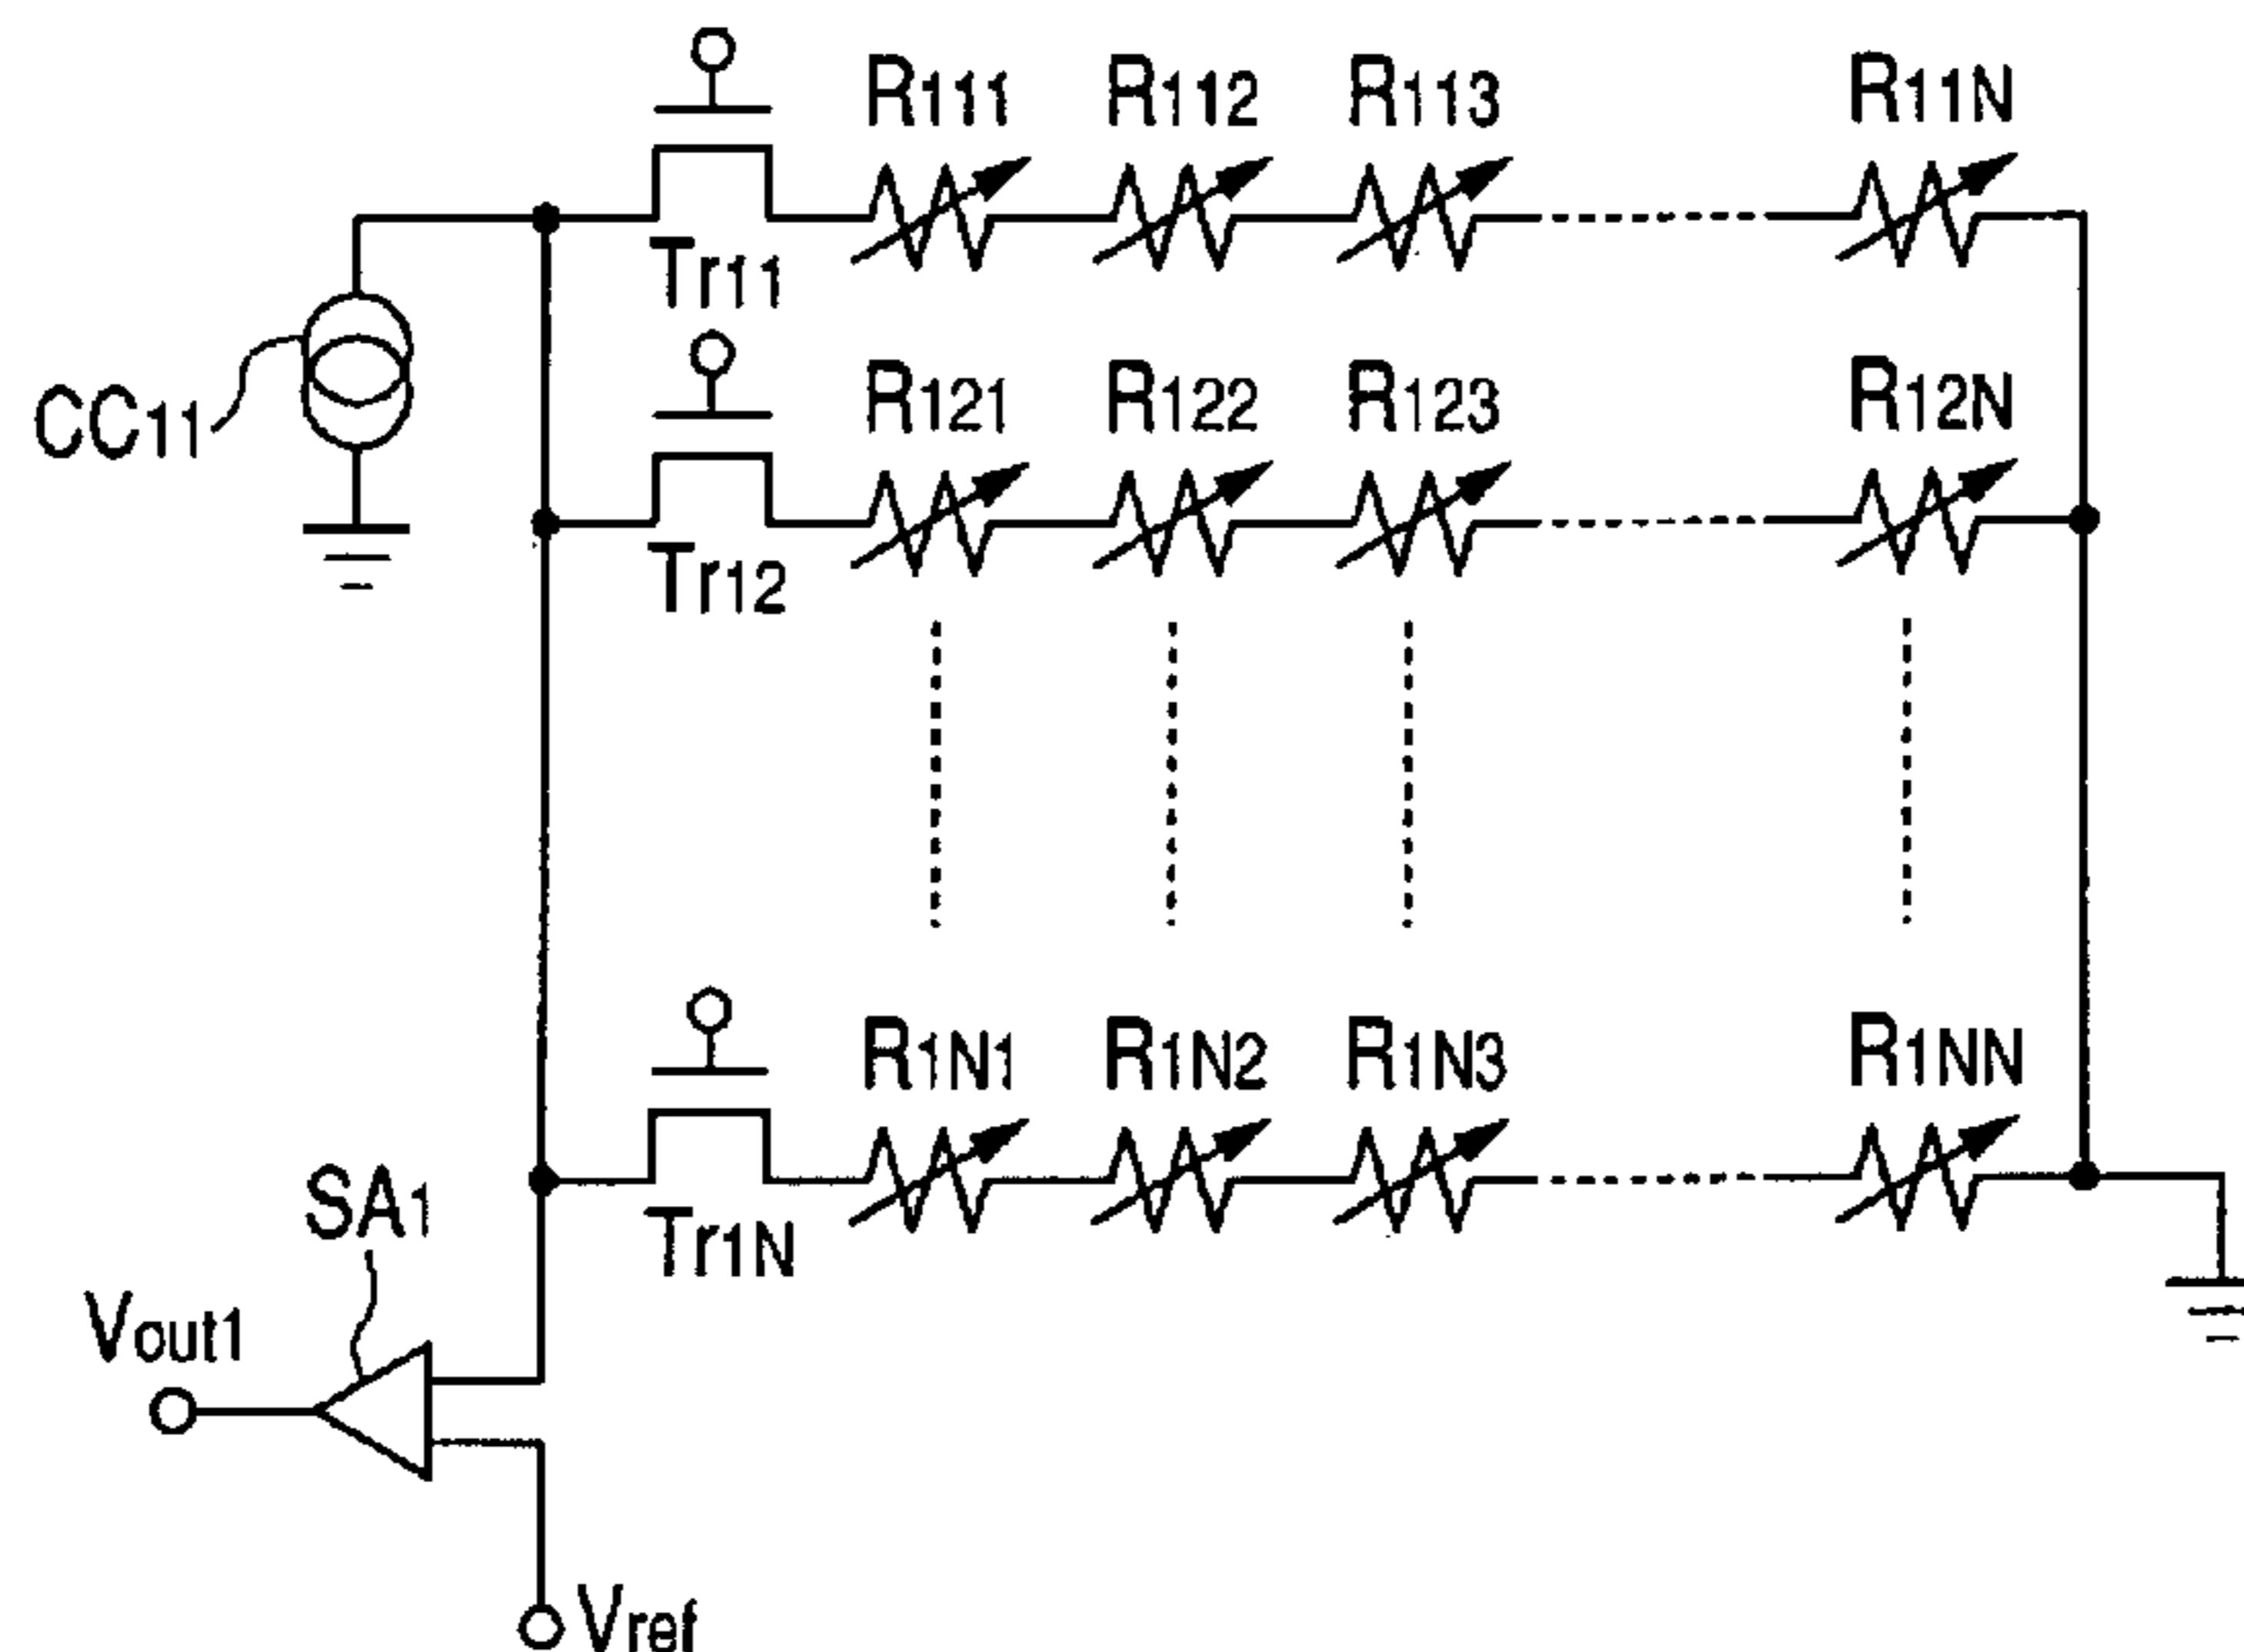 R111 R112 R113 R11N
Tr11
CC11
R121 R122 R123 R12N
Tr12
R1N1 R1N2 R1N3 R1NN
SA1
Tr1N
Vout1
Vref